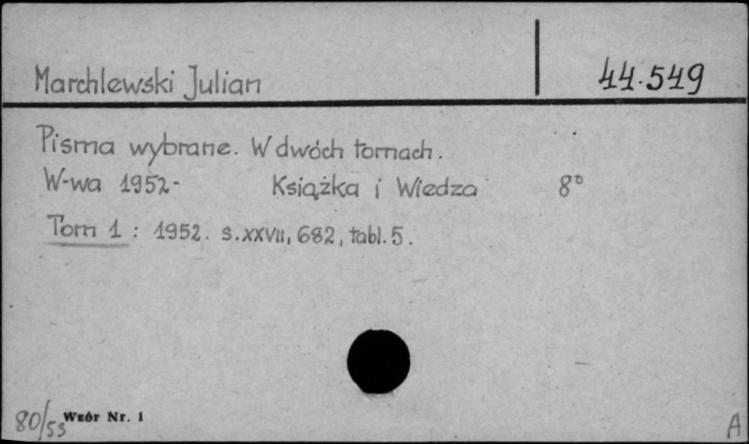 Marchlewski Julian 44.549
Pisma wybrane. W dwóch tomach.
W-wa 1952- Książka i Wiedza 8°
Tom 1 : 1952. s.XXVII, 682, tabl. 5.
80/53 Wzór Nr. 1 A